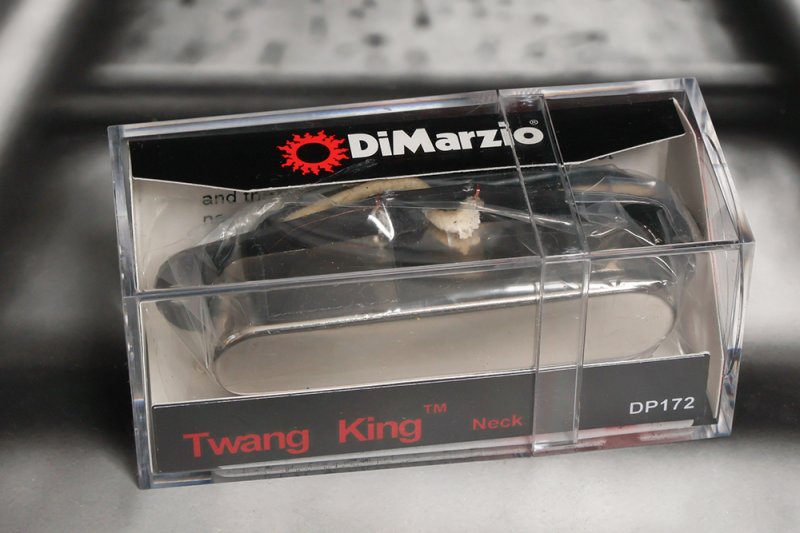 DiMarzio®
and th
Twang King™ Neck
DP172